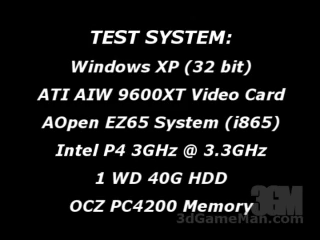 TEST SYSTEM:
Windows XP (32 bit)
ATI AIW 9600XT Video Card
AOpen EZ65 System (i865)
Intel P4 3GHz @ 3.3GHz
1 WD 40G HDD
OCZ PC4200 Memory
3GM
3dGameMan.com